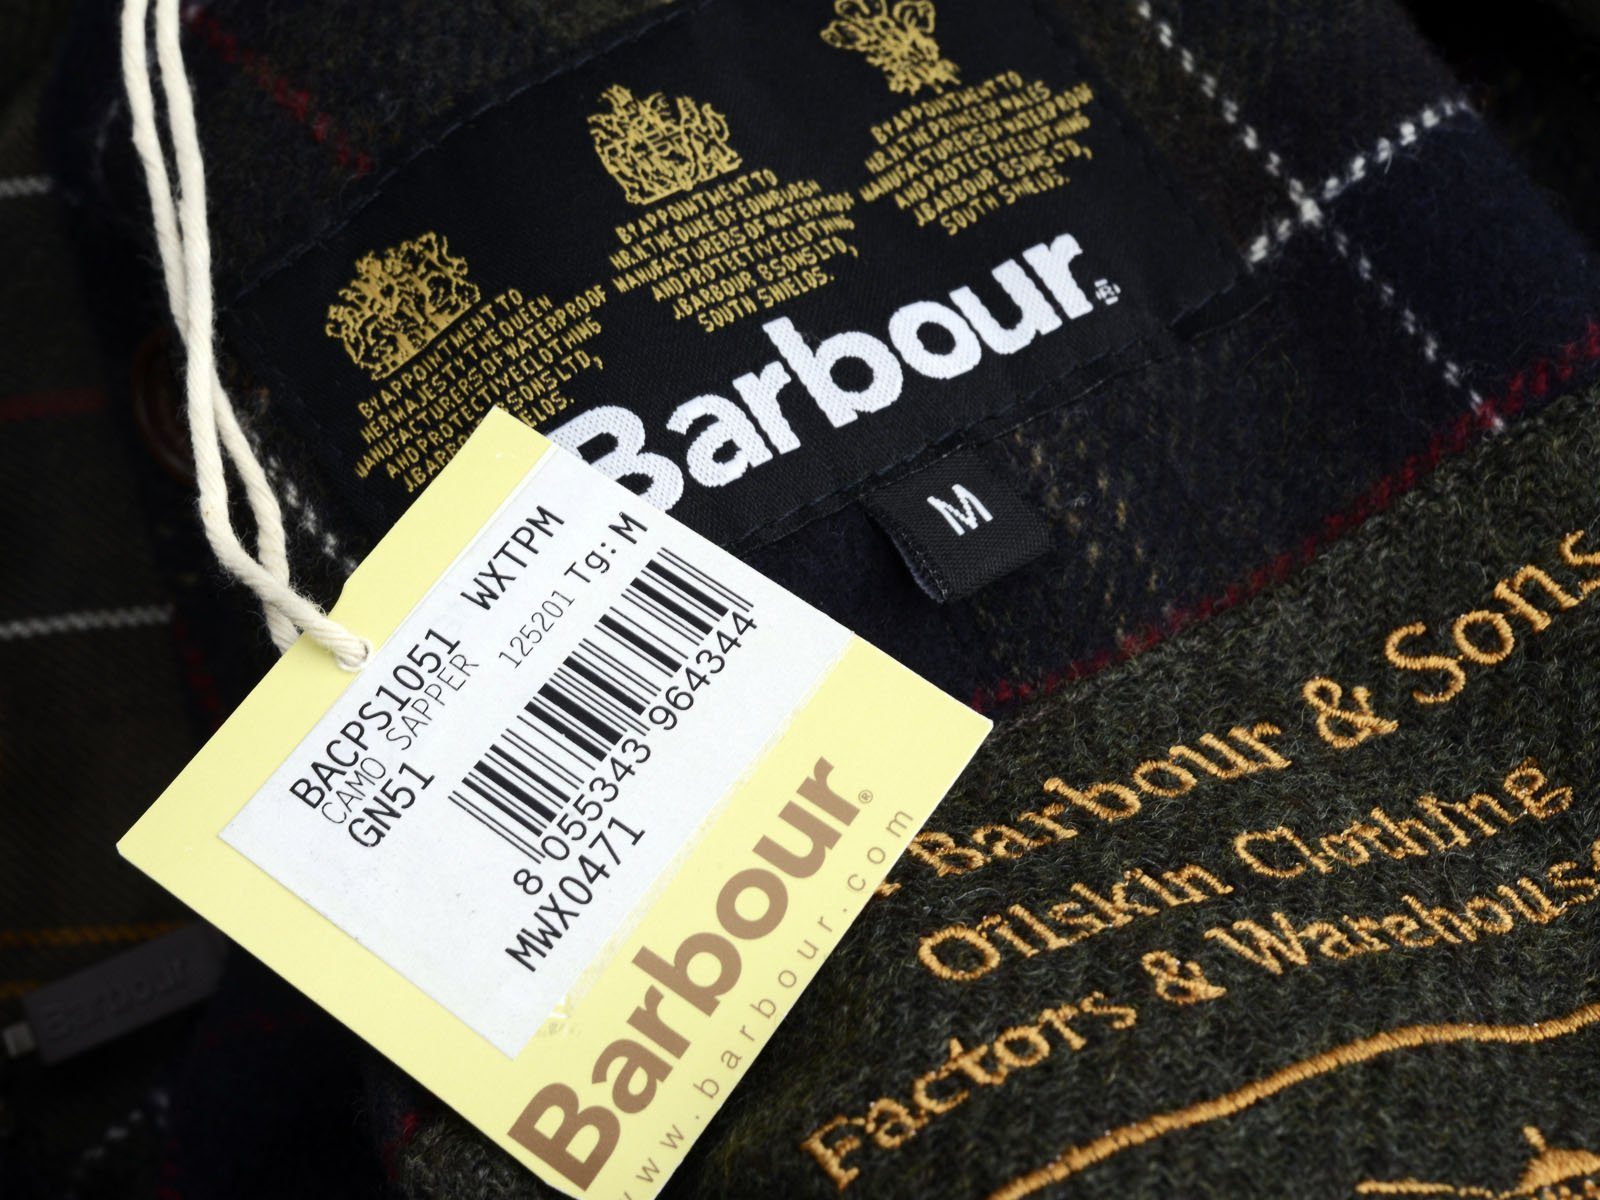 BY APPOINTMENT TO
HER MAJESTY THE QUEEN
MANUFACTURERS OF WATERPROOF
AND PROTECTIVE CLOTHING
J.BARBOUR & SONS LTD,
SHIELDS.
BY APPOINTMENT TO
HR.H. THE DUKE OF EDINBURGH
MANUFACTURERS OF WATERPROOF
AND PROTECTIVE CLOTHING
J.BARBOUR & SONS LTD,
SOUTH SHIELDS.
BY APPOINTMENT TO
HR.H. THE PRINCE OF WALES
MANUFACTURERS OF WATERPROOF
AND PROTECTIVE CLOTHING
J.BARBOUR & SONS LTD,
SOUTH SHIELDS.
Barbour®
M
BACPS1051 WXTPM
CAMO SAPPER
GN51 125201 Tg: M
8 055343 964344
MWX0471
Barbour®
www.barbour.com
Barbour & Sons
Oilskin Clothing
Factors & Warehouse
Barbour